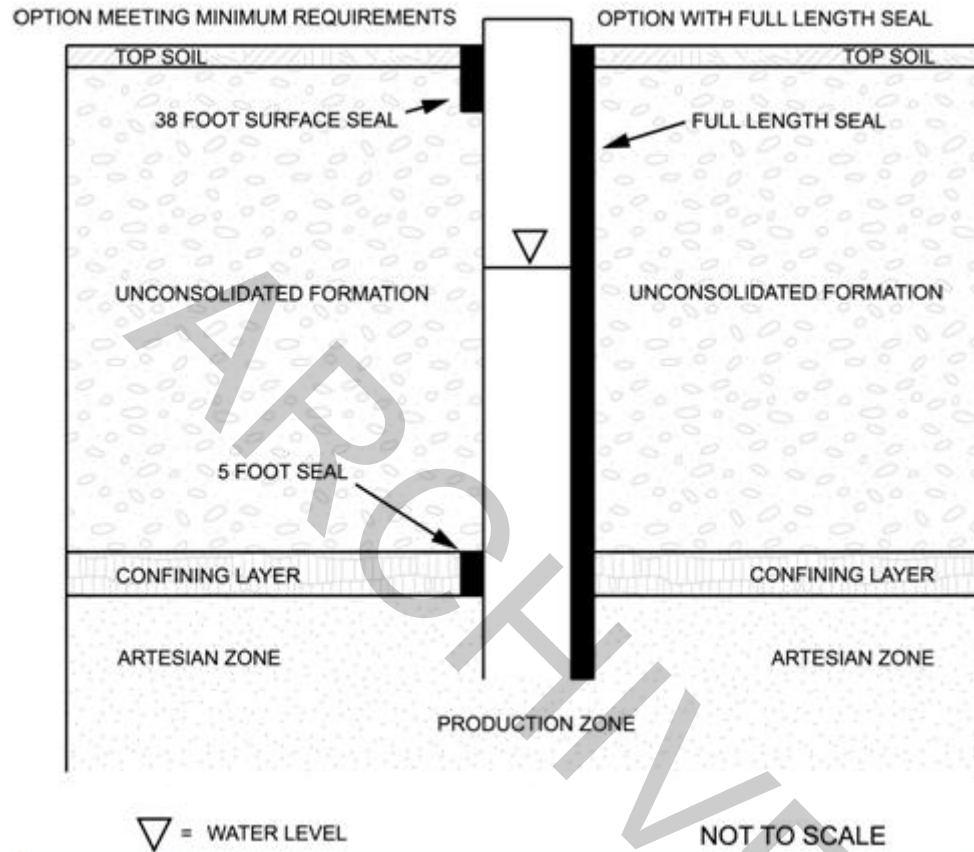 OPTION MEETING MINIMUM REQUIREMENTS
OPTION WITH FULL LENGTH SEAL
TOP SOIL
TOP SOIL
38 FOOT SURFACE SEAL
FULL LENGTH SEAL
UNCONSOLIDATED FORMATION
UNCONSOLIDATED FORMATION
5 FOOT SEAL
CONFINING LAYER
CONFINING LAYER
ARTESIAN ZONE
ARTESIAN ZONE
PRODUCTION ZONE
= WATER LEVEL
NOT TO SCALE